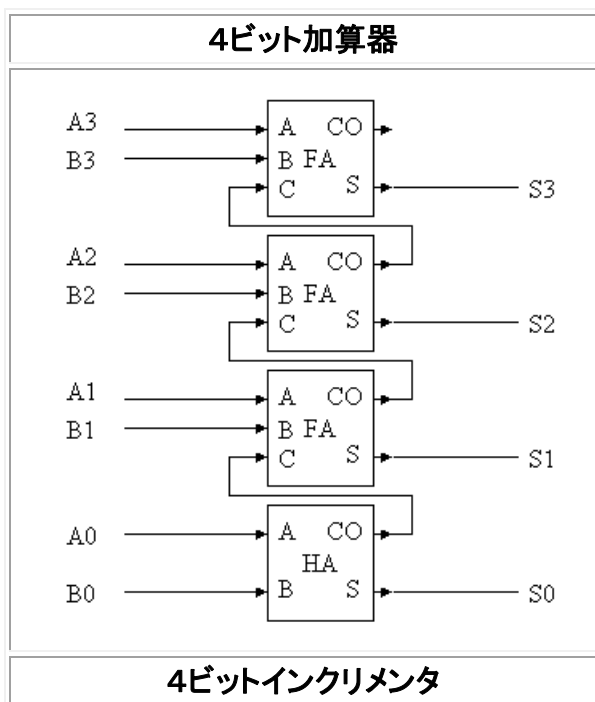 4ビット加算器
A3 A CO
B3 B FA
C S S3
A2 A CO
B2 B FA
C S S2
A1 A CO
B1 B FA
C S S1
A0 A CO
HA
B0 B S S0
4ビットインクリメンタ